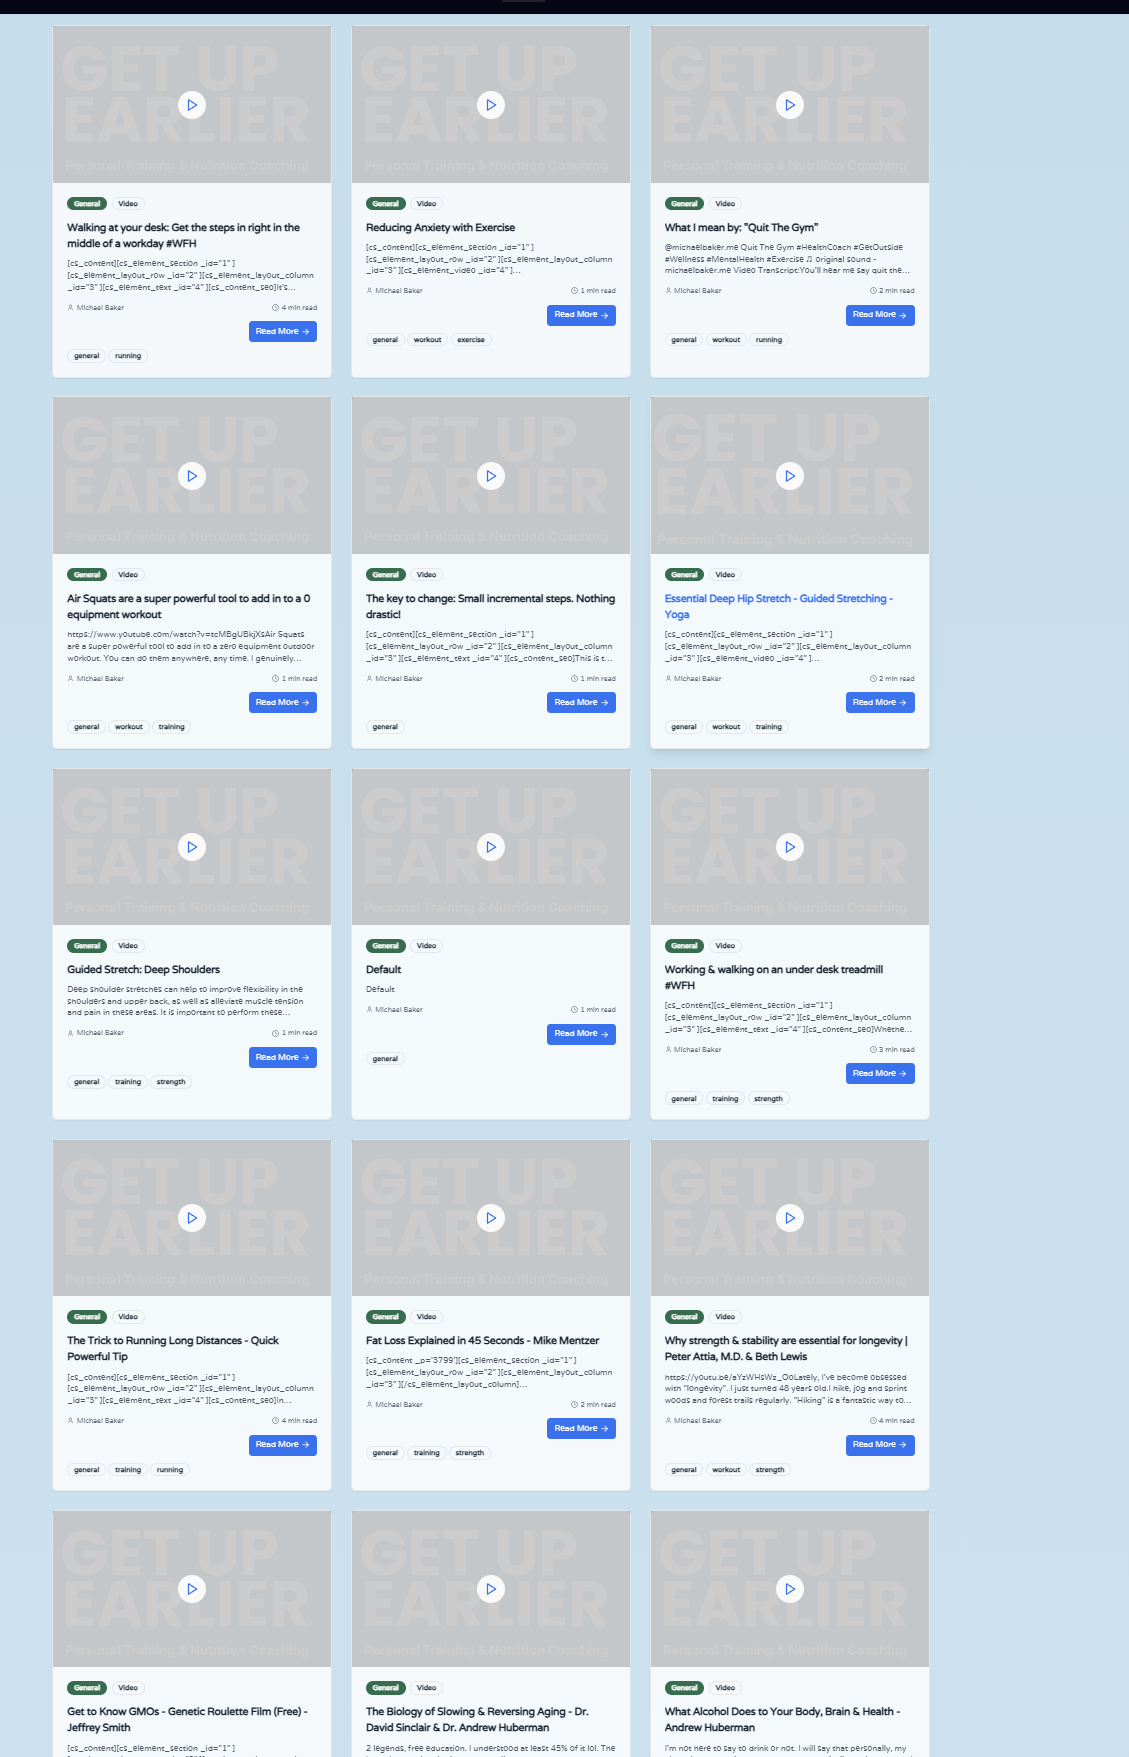 GET UP
EARLIER
Personal Training & Nutrition Coaching
General Video
Walking at your desk: Get the steps in right in the
middle of a workday #WFH
[cs_content][cs_element_section _id="1" ]
[cs_element_layout_row _id="2" ][cs_element_layout_column
_id="3" ][cs_element_text _id="4" ][cs_content_seo]It's...
Michael Baker 4 min read
Read More →
general running
GET UP
EARLIER
Personal Training & Nutrition Coaching
General Video
Reducing Anxiety with Exercise
[cs_content][cs_element_section _id="1" ]
[cs_element_layout_row _id="2" ][cs_element_layout_column
_id="3" ][cs_element_video _id="4" ]...
Michael Baker 1 min read
Read More →
general workout exercise
GET UP
EARLIER
Personal Training & Nutrition Coaching
General Video
What I mean by: "Quit The Gym"
@michaelbaker.me Quit The Gym #HealthCoach #GetOutside
#Wellness #MentalHealth #Exercise ♫ original sound -
michaelbaker.me Video Transcript:You'll hear me say quit the...
Michael Baker 2 min read
Read More →
general workout running
GET UP
EARLIER
Personal Training & Nutrition Coaching
General Video
Air Squats are a super powerful tool to add in to a 0
equipment workout
https://www.youtube.com/watch?v=tcMBgUBkjXsAir Squats
are a super powerful tool to add in to a zero equipment outdoor
workout. You can do them anywhere, any time. I genuinely...
Michael Baker 1 min read
Read More →
general workout training
GET UP
EARLIER
Personal Training & Nutrition Coaching
General Video
The key to change: Small incremental steps. Nothing
drastic!
[cs_content][cs_element_section _id="1" ]
[cs_element_layout_row _id="2" ][cs_element_layout_column
_id="3" ][cs_element_text _id="4" ][cs_content_seo]This is t...
Michael Baker 1 min read
Read More →
general
GET UP
EARLIER
Personal Training & Nutrition Coaching
General Video
Essential Deep Hip Stretch - Guided Stretching -
Yoga
[cs_content][cs_element_section _id="1" ]
[cs_element_layout_row _id="2" ][cs_element_layout_column
_id="3" ][cs_element_video _id="4" ]...
Michael Baker 2 min read
Read More →
general workout training
GET UP
EARLIER
Personal Training & Nutrition Coaching
General Video
Guided Stretch: Deep Shoulders
Deep shoulder stretches can help to improve flexibility in the
shoulders and upper back, as well as alleviate muscle tension
and pain in these areas. It is important to perform these...
Michael Baker 1 min read
Read More →
general training strength
GET UP
EARLIER
Personal Training & Nutrition Coaching
General Video
Default
Default
Michael Baker 1 min read
Read More →
general
GET UP
EARLIER
Personal Training & Nutrition Coaching
General Video
Working & walking on an under desk treadmill
#WFH
[cs_content][cs_element_section _id="1" ]
[cs_element_layout_row _id="2" ][cs_element_layout_column
_id="3" ][cs_element_text _id="4" ][cs_content_seo]Whethe...
Michael Baker 3 min read
Read More →
general training strength
GET UP
EARLIER
Personal Training & Nutrition Coaching
General Video
The Trick to Running Long Distances - Quick
Powerful Tip
[cs_content][cs_element_section _id="1" ]
[cs_element_layout_row _id="2" ][cs_element_layout_column
_id="3" ][cs_element_text _id="4" ][cs_content_seo]In...
Michael Baker 4 min read
Read More →
general training running
GET UP
EARLIER
Personal Training & Nutrition Coaching
General Video
Fat Loss Explained in 45 Seconds - Mike Mentzer
[cs_content _p='3799'][cs_element_section _id="1" ]
[cs_element_layout_row _id="2" ][cs_element_layout_column
_id="3" ][/cs_element_layout_column]...
Michael Baker 2 min read
Read More →
general training strength
GET UP
EARLIER
Personal Training & Nutrition Coaching
General Video
Why strength & stability are essential for longevity |
Peter Attia, M.D. & Beth Lewis
https://youtu.be/aYzWHsWz_OoLately, I've become obsessed
with "longevity". I just turned 48 years old.I hike, jog and sprint
woods and forest trails regularly. "Hiking" is a fantastic way to...
Michael Baker 4 min read
Read More →
general workout strength
GET UP
EARLIER
Personal Training & Nutrition Coaching
General Video
Get to Know GMOs - Genetic Roulette Film (Free) -
Jeffrey Smith
[cs_content][cs_element_section _id="1" ]
GET UP
EARLIER
Personal Training & Nutrition Coaching
General Video
The Biology of Slowing & Reversing Aging - Dr.
David Sinclair & Dr. Andrew Huberman
2 legends, free education. I understood at least 45% of it lol. The
GET UP
EARLIER
Personal Training & Nutrition Coaching
General Video
What Alcohol Does to Your Body, Brain & Health -
Andrew Huberman
I'm not here to say to drink or not. I will say that personally, my